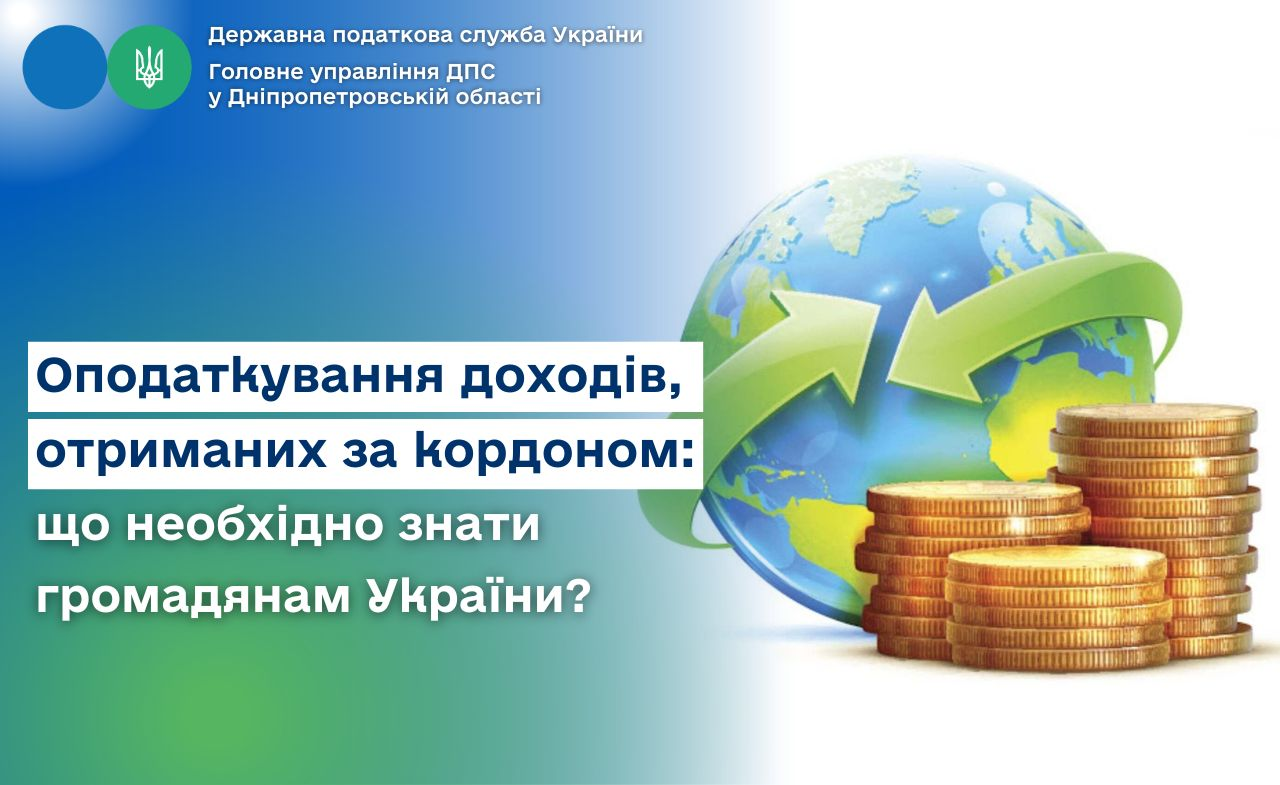 Державна податкова служба України
Головне управління ДПС
у Дніпропетровській області
Оподаткування доходів,
отриманих за кордоном:
що необхідно знати
громадянам України?